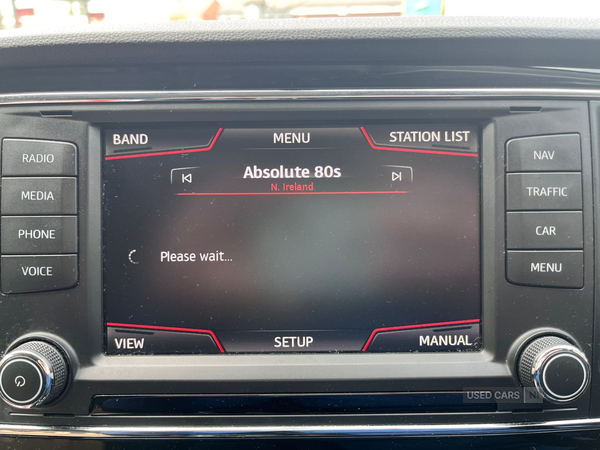 BAND MENU STATION LIST
RADIO
MEDIA
PHONE
VOICE
Absolute 80s
N. Ireland
Please wait...
VIEW SETUP MANUAL
NAV
TRAFFIC
CAR
MENU
USED CARS NI